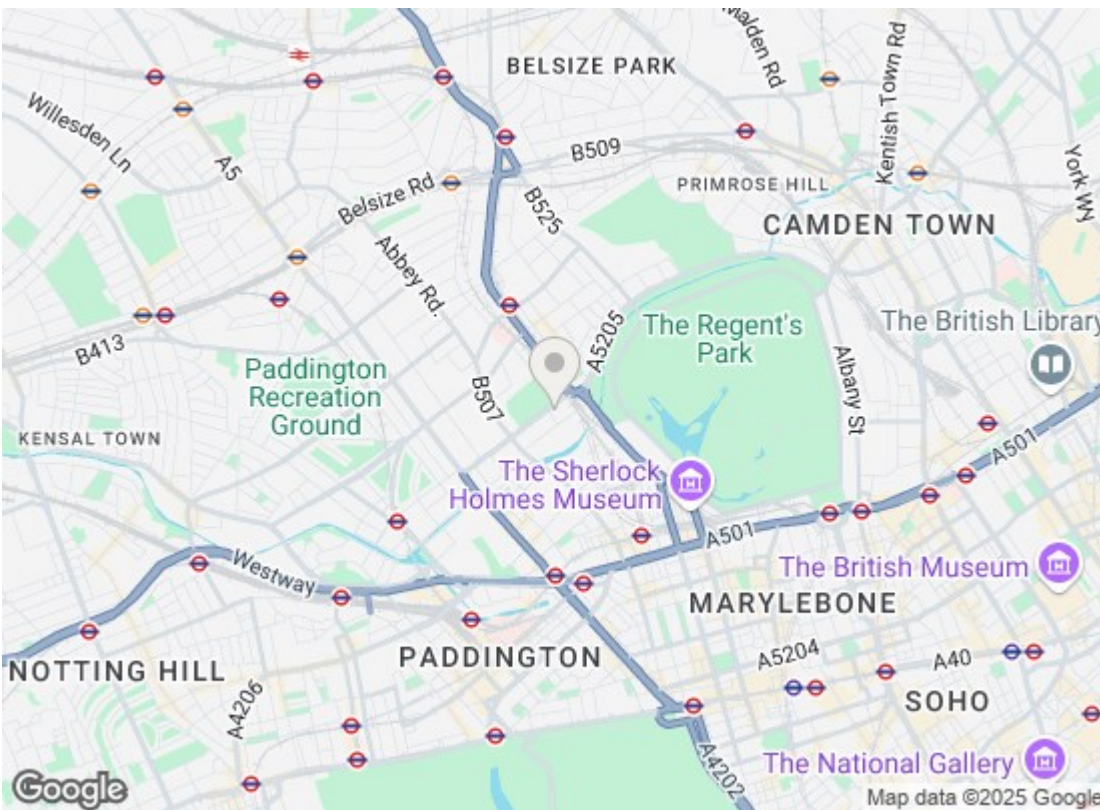 BELSIZE PARK
Malden Rd
Kentish Town Rd
Willesden Ln
A5
B509
York WN
Belsize Rd
PRIMROSE HILL
B525
CAMDEN TOWN
Abbey Rd.
A5205
The Regent's
Park
The British Library
B413
Paddington
Recreation
Ground
Albany St
B507
KENSAL TOWN
A501
The Sherlock
Holmes Museum
A501
Westway
The British Museum
MARYLEBONE
PADDINGTON
A5204
A40
NOTTING HILL
A4206
SOHO
A4202
The National Gallery
Google
Map data ©2025 Google